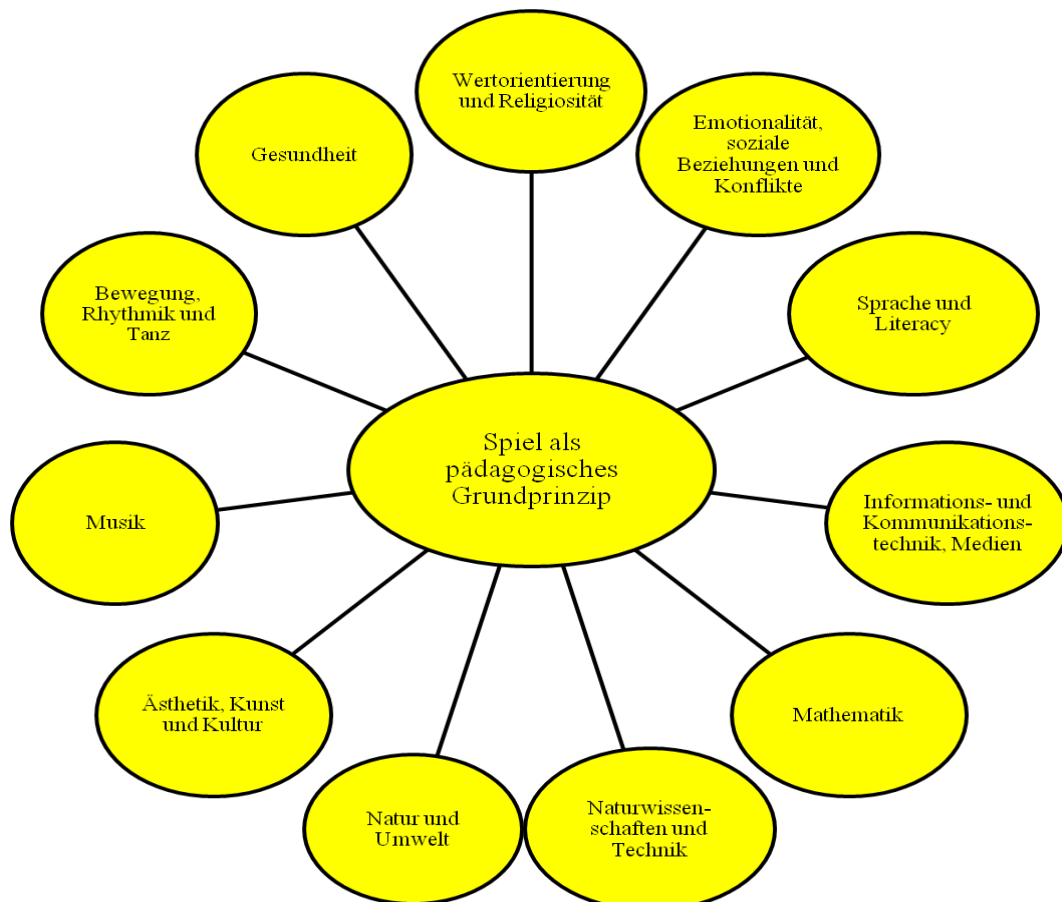 Wertorientierung
und Religiosität
Emotionalität,
soziale
Beziehungen und
Konflikte
Gesundheit
Sprache und
Literacy
Bewegung,
Rhythmik und
Tanz
Spiel als
pädagogisches
Grundprinzip
Informations- und
Kommunikations-
technik, Medien
Musik
Mathematik
Ästhetik, Kunst
und Kultur
Naturwissen-
schaften und
Technik
Natur und
Umwelt